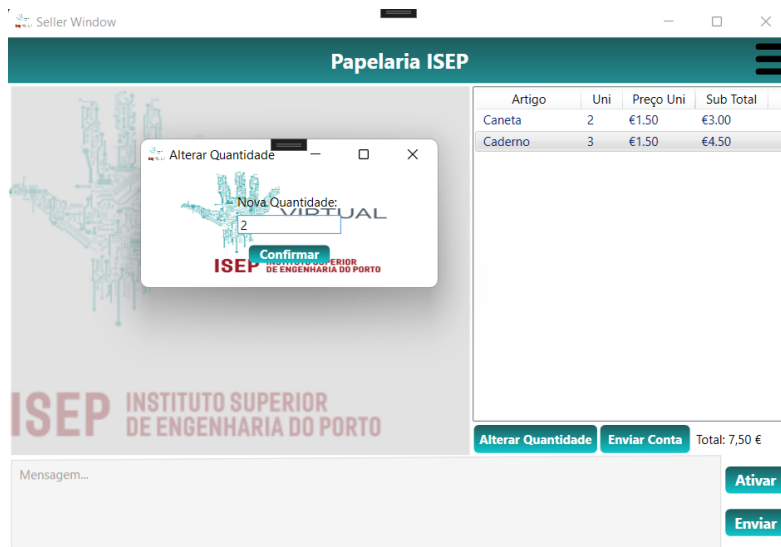 Seller Window
Papelaria ISEP
Artigo Uni Preço Uni Sub Total
Caneta 2 €1.50 €3.00
Caderno 3 €1.50 €4.50
Alterar Quantidade
Nova Quantidade:
VIRTUAL
2
Confirmar
ISEP INSTITUTO SUPERIOR
DE ENGENHARIA DO PORTO
ISEP INSTITUTO SUPERIOR
DE ENGENHARIA DO PORTO
Alterar Quantidade Enviar Conta Total: 7,50 €
Mensagem...
Ativar
Enviar